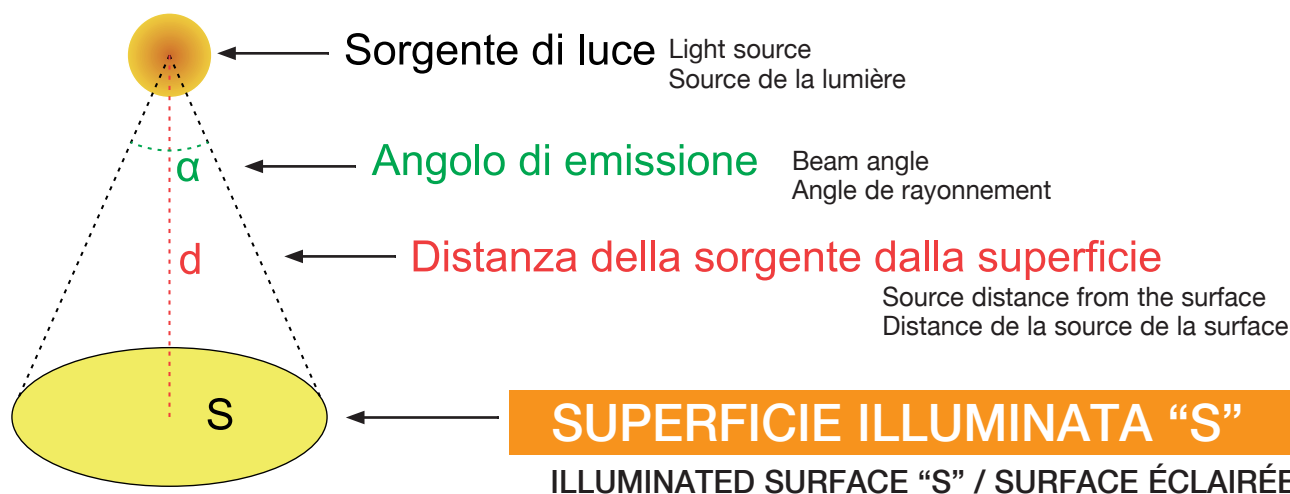 Sorgente di luce
Light source
Source de la lumière
α
Angolo di emissione
Beam angle
Angle de rayonnement
d
Distanza della sorgente dalla superficie
Source distance from the surface
Distance de la source de la surface
S
SUPERFICIE ILLUMINATA “S”
ILLUMINATED SURFACE “S” / SURFACE ÉCLAIRÉE